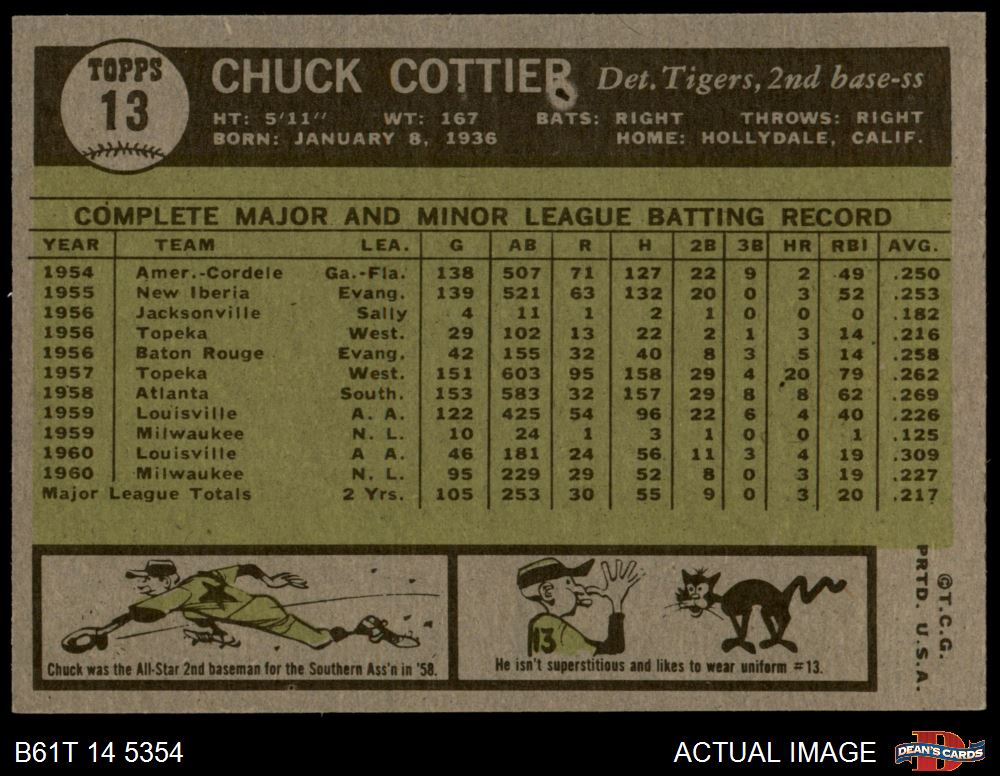 TOPPS
13
CHUCK COTTIER Det. Tigers, 2nd base-ss
HT: 5'11" WT: 167 BATS: RIGHT THROWS: RIGHT
BORN: JANUARY 8, 1936 HOME: HOLLYDALE, CALIF.
COMPLETE MAJOR AND MINOR LEAGUE BATTING RECORD
YEAR TEAM LEA. G AB R H 2B 3B HR RBI AVG.
1954 Amer.-Cordele Ga.-Fla. 138 507 71 127 22 9 2 49 .250
1955 New Iberia Evang. 139 521 63 132 20 0 3 52 .253
1956 Jacksonville Sally 4 11 1 2 1 0 0 0 .182
1956 Topeka West. 29 102 13 22 2 1 3 14 .216
1956 Baton Rouge Evang. 42 155 32 40 8 3 5 14 .258
1957 Topeka West. 151 603 95 158 29 4 20 79 .262
1958 Atlanta South. 153 583 32 157 29 8 8 62 .269
1959 Louisville A. A. 122 425 54 96 22 6 4 40 .226
1959 Milwaukee N. L. 10 24 1 3 1 0 0 1 .125
1960 Louisville A A. 46 181 24 56 11 3 4 19 .309
1960 Milwaukee N. L. 95 229 29 52 8 0 3 19 .227
Major League Totals 2 Yrs. 105 253 30 55 9 0 3 20 .217
Chuck was the All-Star 2nd baseman for the Southern Ass'n in '58.
13
He isn't superstitious and likes to wear uniform #13.
©T.C.G.
PRTD. U.S.A.
B61T 14 5354
ACTUAL IMAGE
DEAN'S CARDS